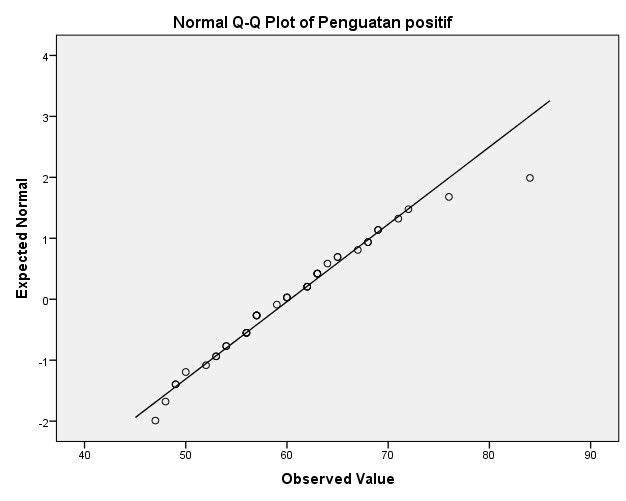 Normal Q-Q Plot of Penguatan positif
4
3
2
1
0
-1
-2
Expected Normal
40 50 60 70 80 90
Observed Value